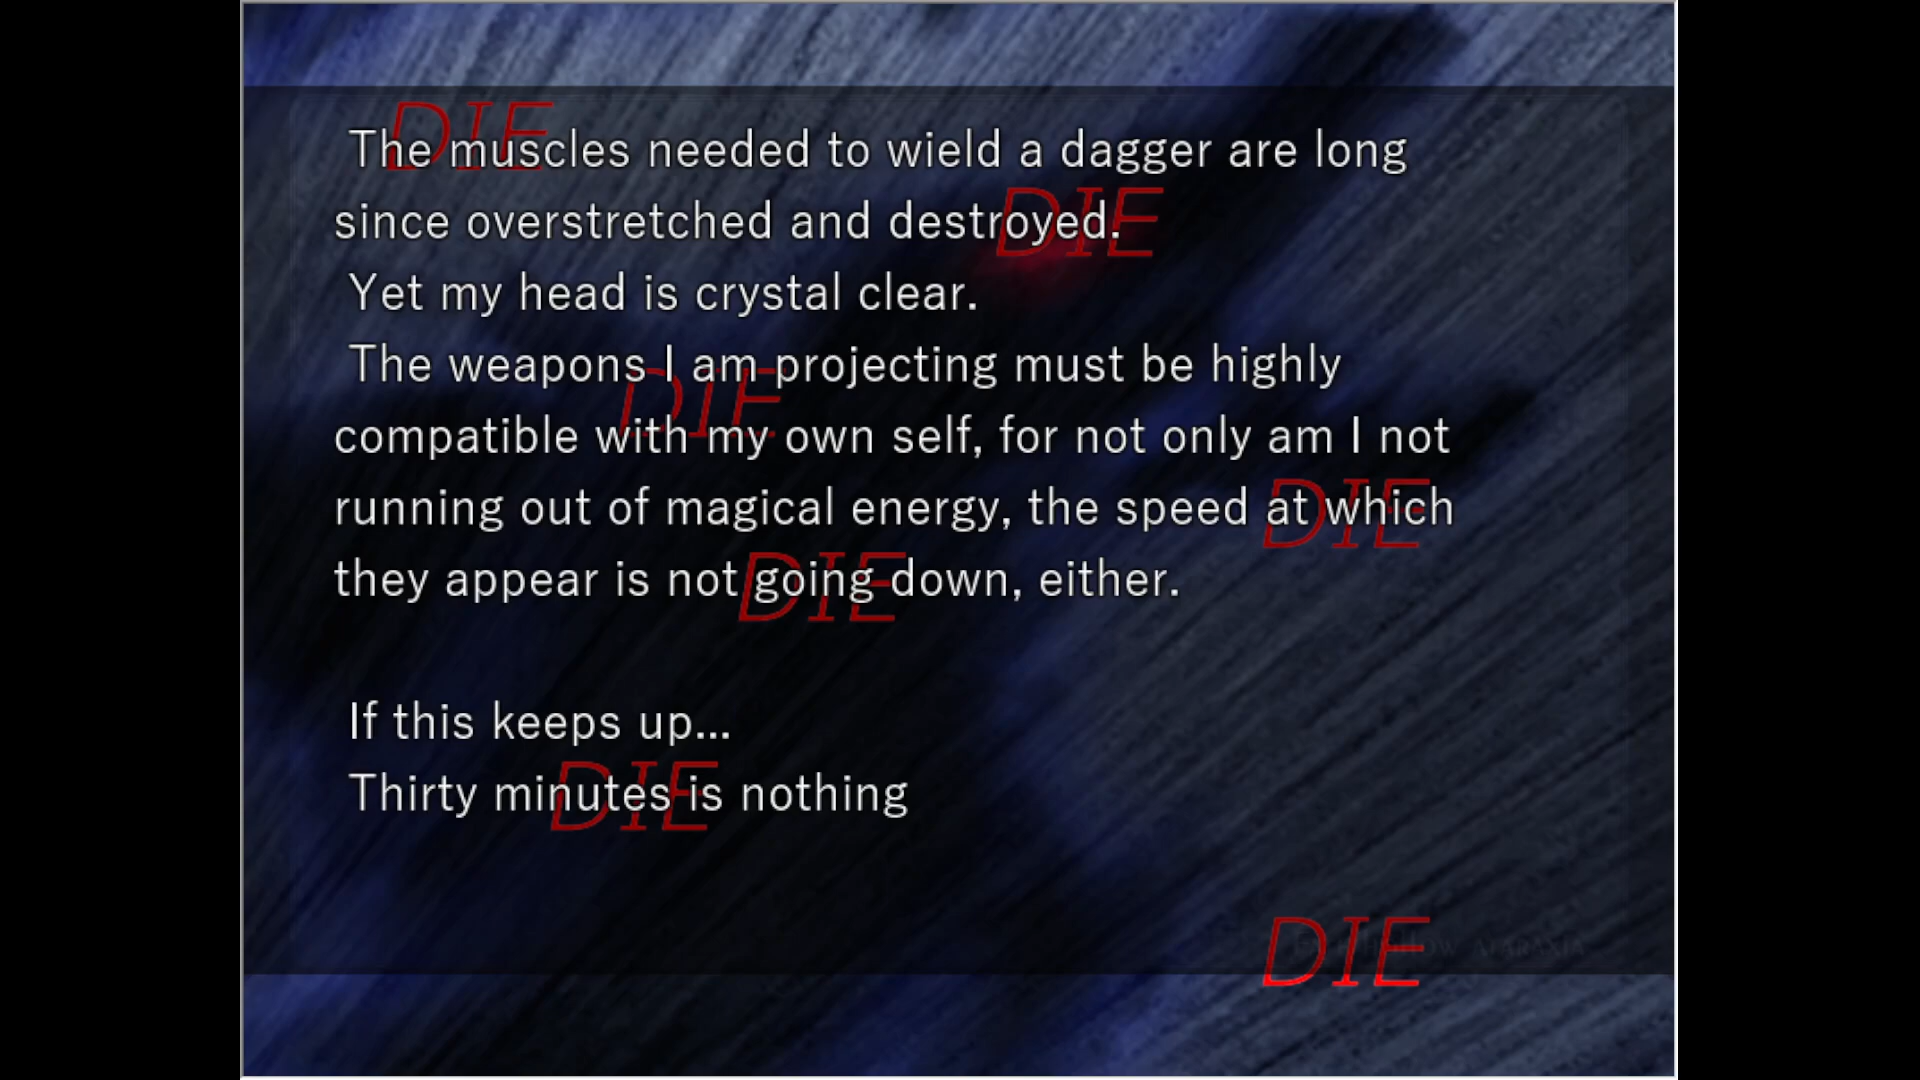 DIE
The muscles needed to wield a dagger are long
DIE
since overstretched and destroyed.
Yet my head is crystal clear.
The weapons I am projecting must be highly
DIE
compatible with my own self, for not only am I not
running out of magical energy, the speed at which
DIE
they appear is not going down, either.
DIE
If this keeps up...
Thirty minutes is nothing
DIE
DIE
Fate hollow ataraxia